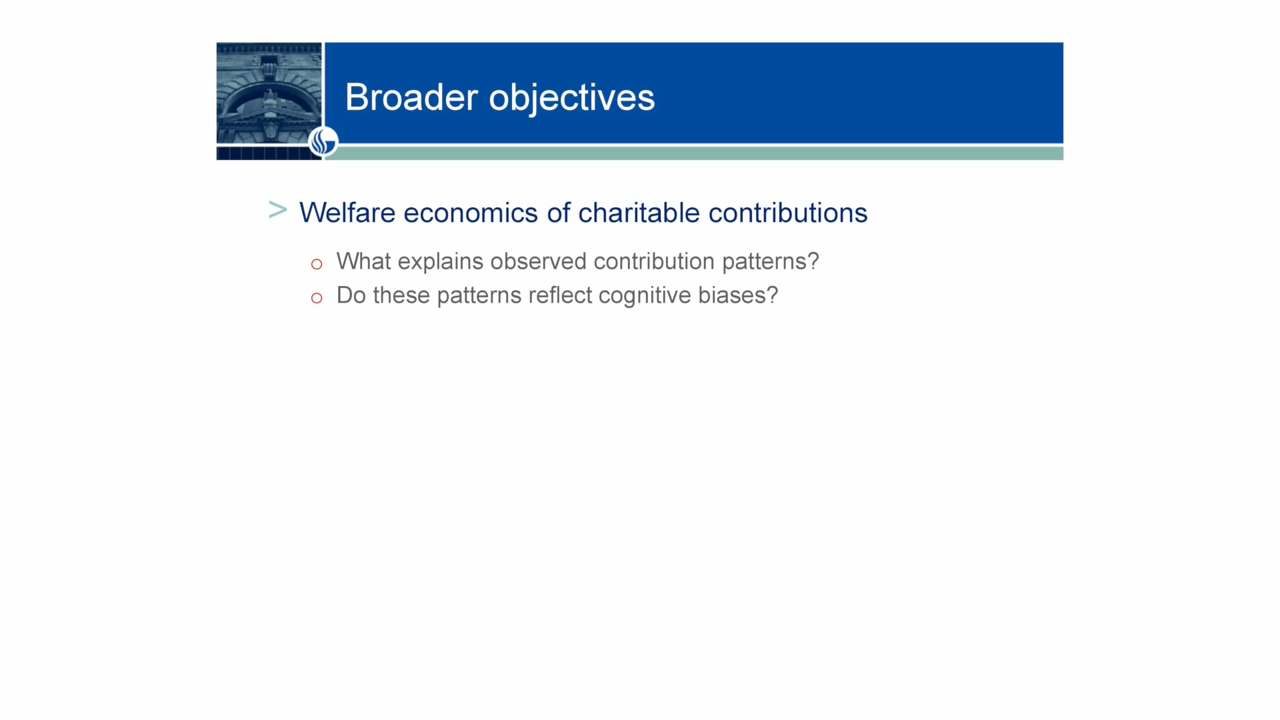 Broader objectives
> Welfare economics of charitable contributions
o What explains observed contribution patterns?
o Do these patterns reflect cognitive biases?